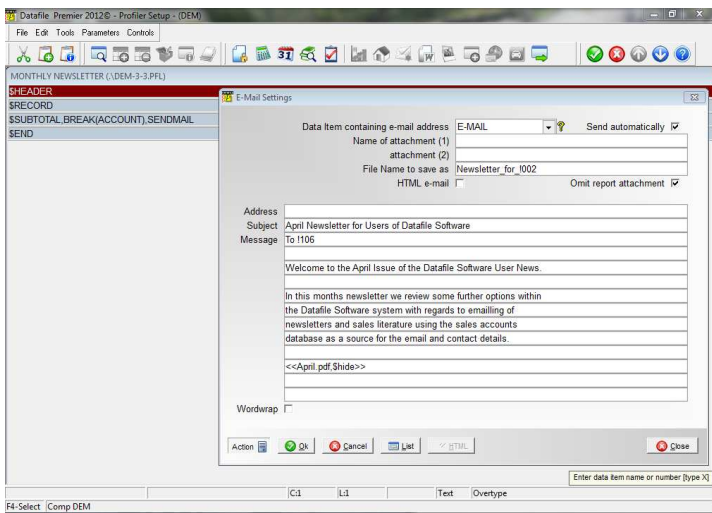 Datafile Premier 2012© - Profiler Setup - (DEM)
File Edit Tools Parameters Controls
31
MONTHLY NEWSLETTER (.\DEM-3-3.PFL)
$HEADER
$RECORD
$SUBTOTAL,BREAK(ACCOUNT),SENDMAIL
$END
E-Mail Settings
Data Item containing e-mail address E-MAIL Send automatically
Name of attachment (1)
attachment (2)
File Name to save as Newsletter_for_!002
HTML e-mail Omit report attachment
Address
Subject April Newsletter for Users of Datafile Software
Message To !106
Welcome to the April Issue of the Datafile Software User News.
In this months newsletter we review some further options within
the Datafile Software system with regards to emailling of
newsletters and sales literature using the sales accounts
database as a source for the email and contact details.
<<April.pdf,$hide>>
Wordwrap
Action Ok Cancel List HTML Close
Enter data item name or number [type X]
C:1 L:1 Text Overtype
F4-Select Comp DEM